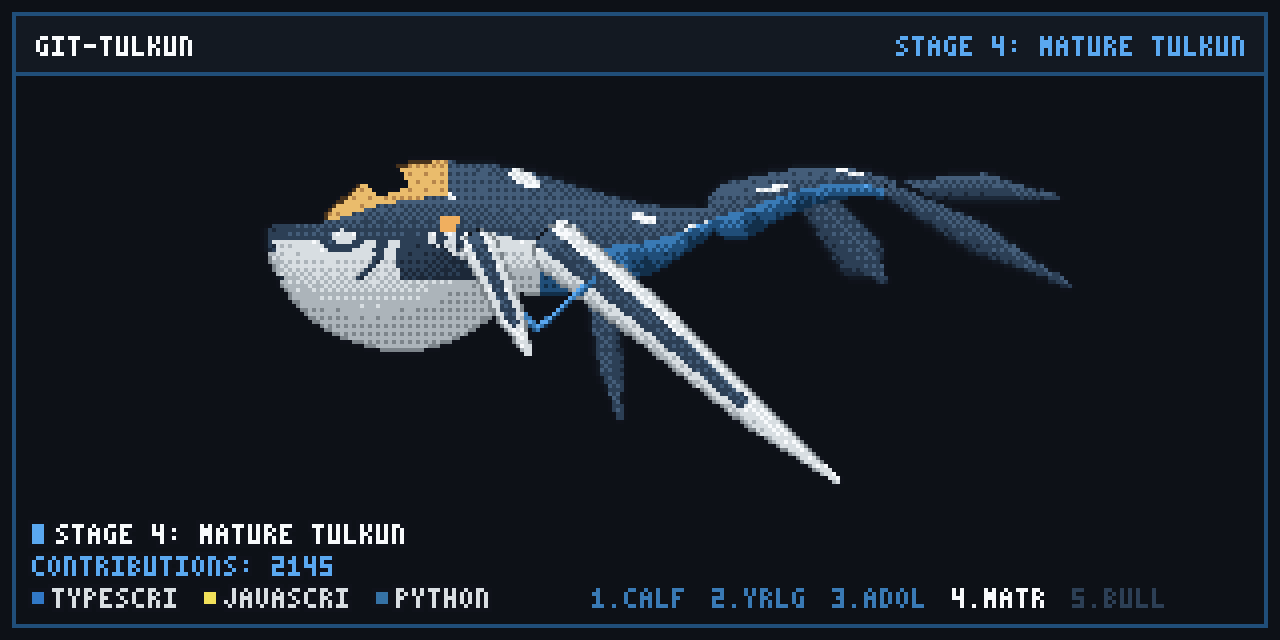 GIT-TULKUN
STAGE 4: MATURE TULKUN
STAGE 4: MATURE TULKUN
CONTRIBUTIONS: 2145
TYPESCRI JAVASCRI PYTHON
1.CALF 2.YRLG 3.ADOL 4.MATR 5.BULL